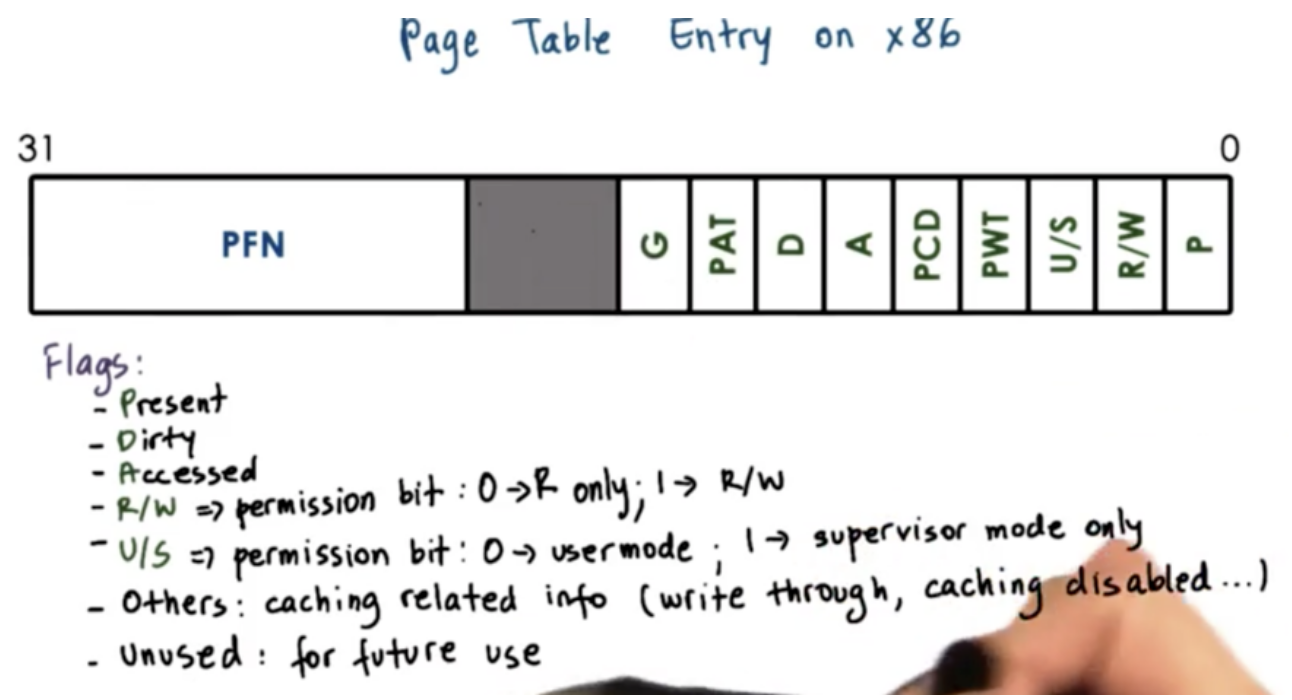 Page Table Entry on x86
31 0
PFN G PAT D A PCD PWT U/S R/W P
Flags:
- Present
- Dirty
- Accessed
- R/W => permission bit : 0 → R only; 1 → R/W
- U/S => permission bit : 0 → usermode ; 1 → supervisor mode only
- Others: caching related info (write through, caching disabled...)
- Unused : for future use